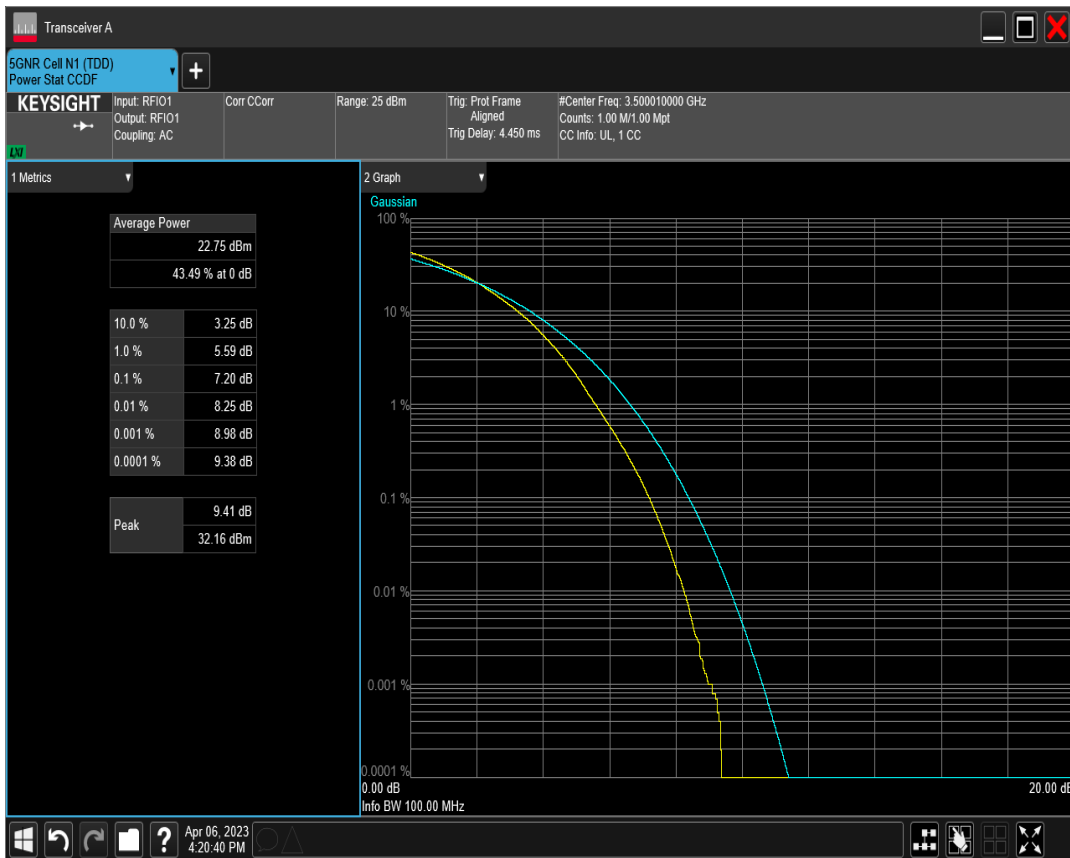 Transceiver A
5GNR Cell N1 (TDD)
Power Stat CCDF
KEYSIGHT
LXI
Input: RFIO1
Output: RFIO1
Coupling: AC
Corr CCorr
Range: 25 dBm
Trig: Prot Frame
Aligned
Trig Delay: 4.450 ms
#Center Freq: 3.500010000 GHz
Counts: 1.00 M/1.00 Mpt
CC Info: UL, 1 CC
1 Metrics
Average Power
22.75 dBm
43.49 % at 0 dB
10.0 % 3.25 dB
1.0 % 5.59 dB
0.1 % 7.20 dB
0.01 % 8.25 dB
0.001 % 8.98 dB
0.0001 % 9.38 dB
Peak
9.41 dB
32.16 dBm
2 Graph
Gaussian
100 %
10 %
1 %
0.1 %
0.01 %
0.001 %
0.0001 %
0.00 dB 20.00 dB
Info BW 100.00 MHz
Apr 06, 2023
4:20:40 PM